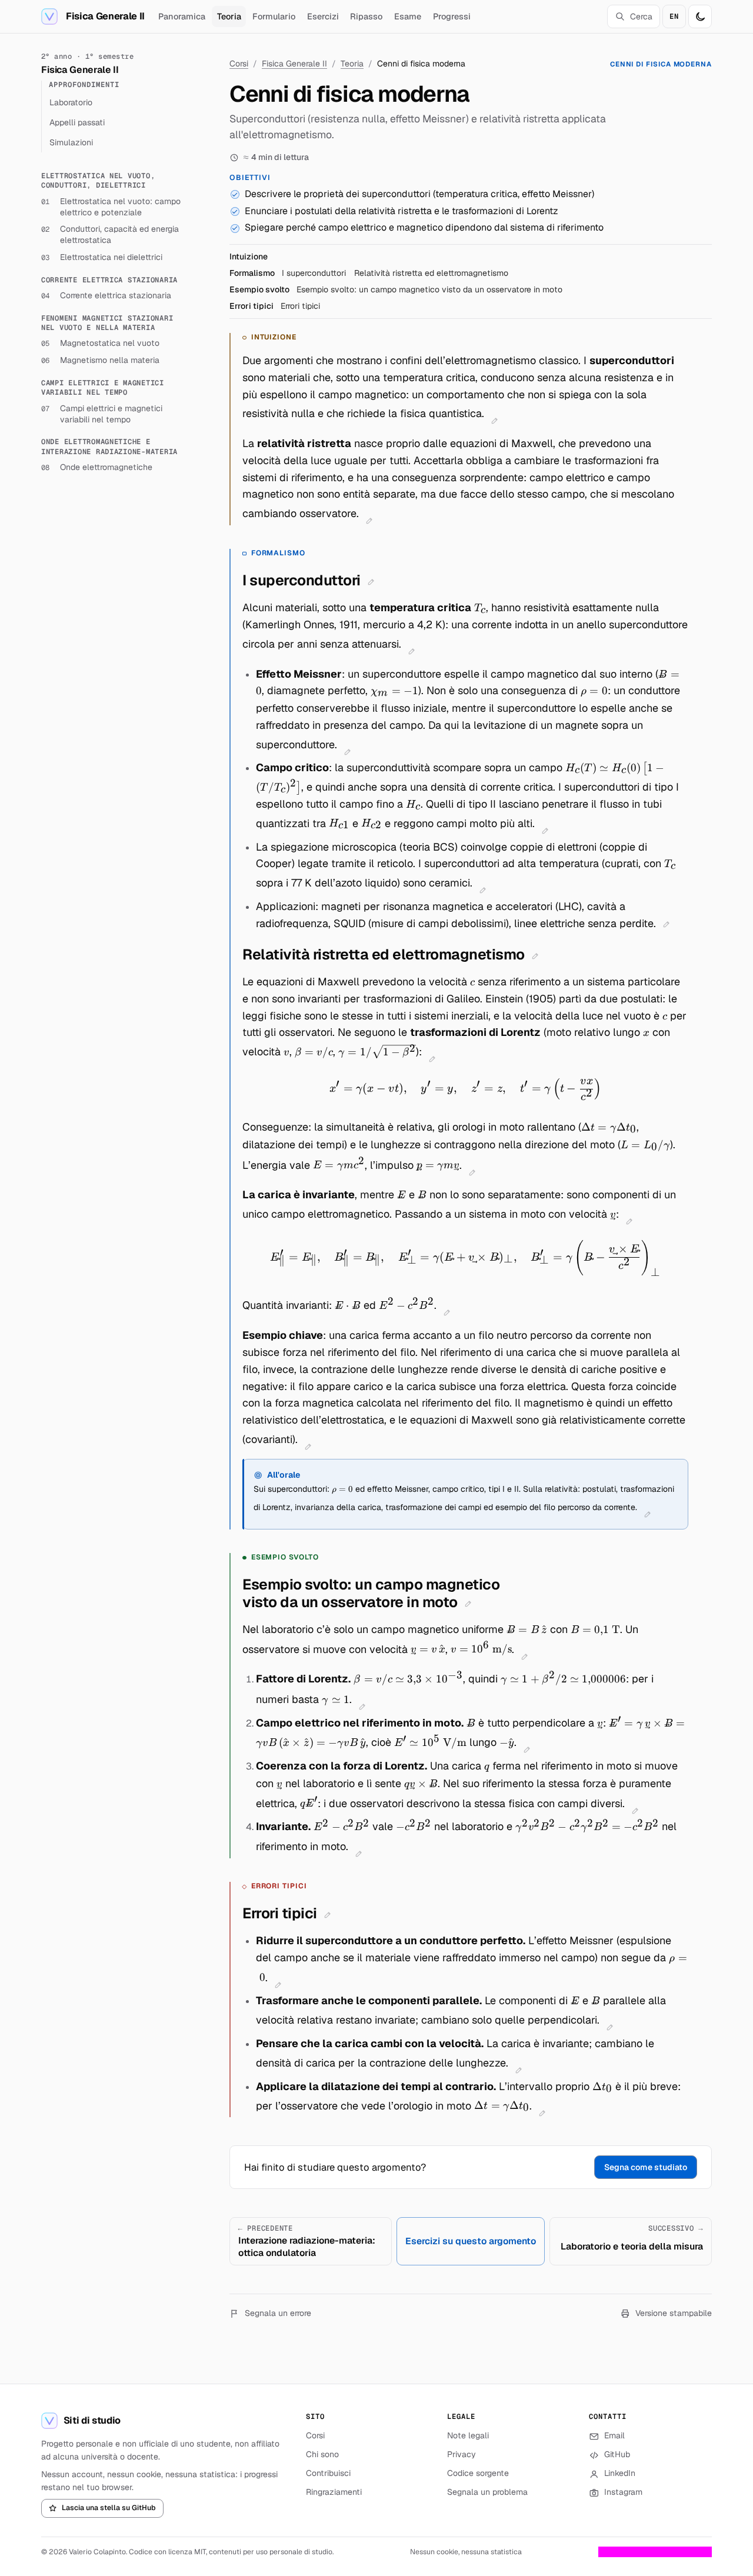 Fisica Generale II Panoramica Teoria Formulario Esercizi Ripasso Esame Progressi Cerca EN
2° anno · 1° semestre
Fisica Generale II
APPROFONDIMENTI
Laboratorio
Appelli passati
Simulazioni
ELETTROSTATICA NEL VUOTO,
CONDUTTORI, DIELETTRICI
01 Elettrostatica nel vuoto: campo
elettrico e potenziale
02 Conduttori, capacità ed energia
elettrostatica
03 Elettrostatica nei dielettrici
CORRENTE ELETTRICA STAZIONARIA
04 Corrente elettrica stazionaria
FENOMENI MAGNETICI STAZIONARI
NEL VUOTO E NELLA MATERIA
05 Magnetostatica nel vuoto
06 Magnetismo nella materia
CAMPI ELETTRICI E MAGNETICI
VARIABILI NEL TEMPO
07 Campi elettrici e magnetici
variabili nel tempo
ONDE ELETTROMAGNETICHE E
INTERAZIONE RADIAZIONE-MATERIA
08 Onde elettromagnetiche
Corsi / Fisica Generale II / Teoria / Cenni di fisica moderna
CENNI DI FISICA MODERNA
Cenni di fisica moderna
Superconduttori (resistenza nulla, effetto Meissner) e relatività ristretta applicata
all'elettromagnetismo.
≈ 4 min di lettura
OBIETTIVI
Descrivere le proprietà dei superconduttori (temperatura critica, effetto Meissner)
Enunciare i postulati della relatività ristretta e le trasformazioni di Lorentz
Spiegare perché campo elettrico e magnetico dipendono dal sistema di riferimento
Intuizione
Formalismo I superconduttori Relatività ristretta ed elettromagnetismo
Esempio svolto Esempio svolto: un campo magnetico visto da un osservatore in moto
Errori tipici Errori tipici
INTUIZIONE
Due argomenti che mostrano i confini dell'elettromagnetismo classico. I superconduttori
sono materiali che, sotto una temperatura critica, conducono senza alcuna resistenza e in
più espellono il campo magnetico: un comportamento che non si spiega con la sola
resistività nulla e che richiede la fisica quantistica.
La relatività ristretta nasce proprio dalle equazioni di Maxwell, che prevedono una
velocità della luce uguale per tutti. Accettarla obbliga a cambiare le trasformazioni fra
sistemi di riferimento, e ha una conseguenza sorprendente: campo elettrico e campo
magnetico non sono entità separate, ma due facce dello stesso campo, che si mescolano
cambiando osservatore.
FORMALISMO
I superconduttori
Alcuni materiali, sotto una temperatura critica T_c, hanno resistività esattamente nulla
(Kamerlingh Onnes, 1911, mercurio a 4,2 K): una corrente indotta in un anello superconduttore
circola per anni senza attenuarsi.
Effetto Meissner: un superconduttore espelle il campo magnetico dal suo interno (B =
0, diamagnete perfetto, χ_m = −1). Non è solo una conseguenza di ρ = 0: un conduttore
perfetto conserverebbe il flusso iniziale, mentre il superconduttore lo espelle anche se
raffreddato in presenza del campo. Da qui la levitazione di un magnete sopra un
superconduttore.
Campo critico: la superconduttività scompare sopra un campo H_c(T) ≃ H_c(0) [1 −
(T/T_c)²], e quindi anche sopra una densità di corrente critica. I superconduttori di tipo I
espellono tutto il campo fino a H_c. Quelli di tipo II lasciano penetrare il flusso in tubi
quantizzati tra H_c1 e H_c2 e reggono campi molto più alti.
La spiegazione microscopica (teoria BCS) coinvolge coppie di elettroni (coppie di
Cooper) legate tramite il reticolo. I superconduttori ad alta temperatura (cuprati, con T_c
sopra i 77 K dell'azoto liquido) sono ceramici.
Applicazioni: magneti per risonanza magnetica e acceleratori (LHC), cavità a
radiofrequenza, SQUID (misure di campi debolissimi), linee elettriche senza perdite.
Relatività ristretta ed elettromagnetismo
Le equazioni di Maxwell prevedono la velocità c senza riferimento a un sistema particolare
e non sono invarianti per trasformazioni di Galileo. Einstein (1905) partì da due postulati: le
leggi fisiche sono le stesse in tutti i sistemi inerziali, e la velocità della luce nel vuoto è c per
tutti gli osservatori. Ne seguono le trasformazioni di Lorentz (moto relativo lungo x con
velocità v, β = v/c, γ = 1/√(1 − β²)):
x′ = γ(x − vt), y′ = y, z′ = z, t′ = γ (t − vx/c²)
Conseguenze: la simultaneità è relativa, gli orologi in moto rallentano (Δt = γΔt₀,
dilatazione dei tempi) e le lunghezze si contraggono nella direzione del moto (L = L₀/γ).
L'energia vale E = γmc², l'impulso p = γmv.
La carica è invariante, mentre E e B non lo sono separatamente: sono componenti di un
unico campo elettromagnetico. Passando a un sistema in moto con velocità v:
E′∥ = E∥, B′∥ = B∥, E′⊥ = γ(E + v × B)⊥, B′⊥ = γ (B − v × E/c²)⊥
Quantità invarianti: E · B ed E² − c²B².
Esempio chiave: una carica ferma accanto a un filo neutro percorso da corrente non
subisce forza nel riferimento del filo. Nel riferimento di una carica che si muove parallela al
filo, invece, la contrazione delle lunghezze rende diverse le densità di cariche positive e
negative: il filo appare carico e la carica subisce una forza elettrica. Questa forza coincide
con la forza magnetica calcolata nel riferimento del filo. Il magnetismo è quindi un effetto
relativistico dell'elettrostatica, e le equazioni di Maxwell sono già relativisticamente corrette
(covarianti).
All'orale
Sui superconduttori: ρ = 0 ed effetto Meissner, campo critico, tipi I e II. Sulla relatività: postulati, trasformazioni
di Lorentz, invarianza della carica, trasformazione dei campi ed esempio del filo percorso da corrente.
ESEMPIO SVOLTO
Esempio svolto: un campo magnetico
visto da un osservatore in moto
Nel laboratorio c'è solo un campo magnetico uniforme B = B ẑ con B = 0,1 T. Un
osservatore si muove con velocità v = v x̂, v = 10⁶ m/s.
1. Fattore di Lorentz. β = v/c ≃ 3,3 × 10⁻³, quindi γ ≃ 1 + β²/2 ≃ 1,000006: per i
numeri basta γ ≃ 1.
2. Campo elettrico nel riferimento in moto. B è tutto perpendicolare a v: E′ = γ v × B =
γvB (x̂ × ẑ) = −γvB ŷ, cioè E′ ≃ 10⁵ V/m lungo −ŷ.
3. Coerenza con la forza di Lorentz. Una carica q ferma nel riferimento in moto si muove
con v nel laboratorio e lì sente qv × B. Nel suo riferimento la stessa forza è puramente
elettrica, qE′: i due osservatori descrivono la stessa fisica con campi diversi.
4. Invariante. E² − c²B² vale −c²B² nel laboratorio e γ²v²B² − c²γ²B² = −c²B² nel
riferimento in moto.
ERRORI TIPICI
Errori tipici
Ridurre il superconduttore a un conduttore perfetto. L'effetto Meissner (espulsione
del campo anche se il materiale viene raffreddato immerso nel campo) non segue da ρ =
0.
Trasformare anche le componenti parallele. Le componenti di E e B parallele alla
velocità relativa restano invariate; cambiano solo quelle perpendicolari.
Pensare che la carica cambi con la velocità. La carica è invariante; cambiano le
densità di carica per la contrazione delle lunghezze.
Applicare la dilatazione dei tempi al contrario. L'intervallo proprio Δt₀ è il più breve:
per l'osservatore che vede l'orologio in moto Δt = γΔt₀.
Hai finito di studiare questo argomento? Segna come studiato
← PRECEDENTE
Interazione radiazione-materia:
ottica ondulatoria
Esercizi su questo argomento
SUCCESSIVO →
Laboratorio e teoria della misura
Segnala un errore Versione stampabile
Siti di studio
Progetto personale e non ufficiale di uno studente, non affiliato
ad alcuna università o docente.
Nessun account, nessun cookie, nessuna statistica: i progressi
restano nel tuo browser.
Lascia una stella su GitHub
SITO
Corsi
Chi sono
Contribuisci
Ringraziamenti
LEGALE
Note legali
Privacy
Codice sorgente
Segnala un problema
CONTATTI
Email
GitHub
LinkedIn
Instagram
© 2026 Valerio Colapinto. Codice con licenza MIT, contenuti per uso personale di studio. Nessun cookie, nessuna statistica